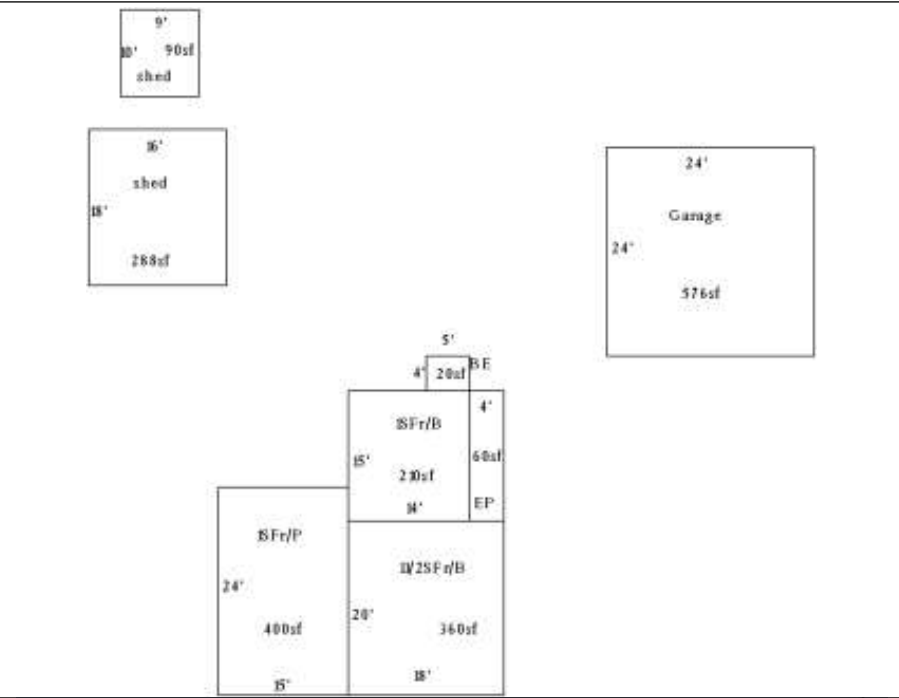 9'
10' 90sf
shed
16'
shed
18'
288sf
24'
Garage
24'
576sf
5'
4' 20sf BE
4'
1SFr/B
15' 60sf
210sf
14' EP
1SFr/P
11/2SFr/B
24'
20'
400sf 360sf
15' 18'